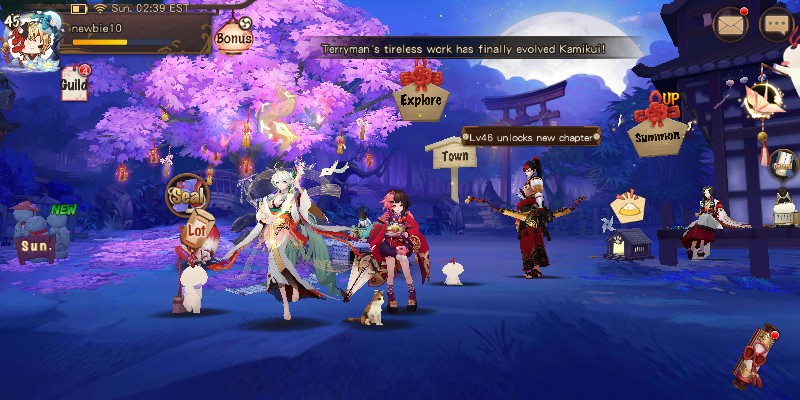 45
Sun. 02:39 EST
newbie10
Bonus
Terryman's tireless work has finally evolved Kamikui!
Guild
4
Explore
UP
Summon
Lv46 unlocks new chapter
Town
Seal
NEW
Lot
Sun.